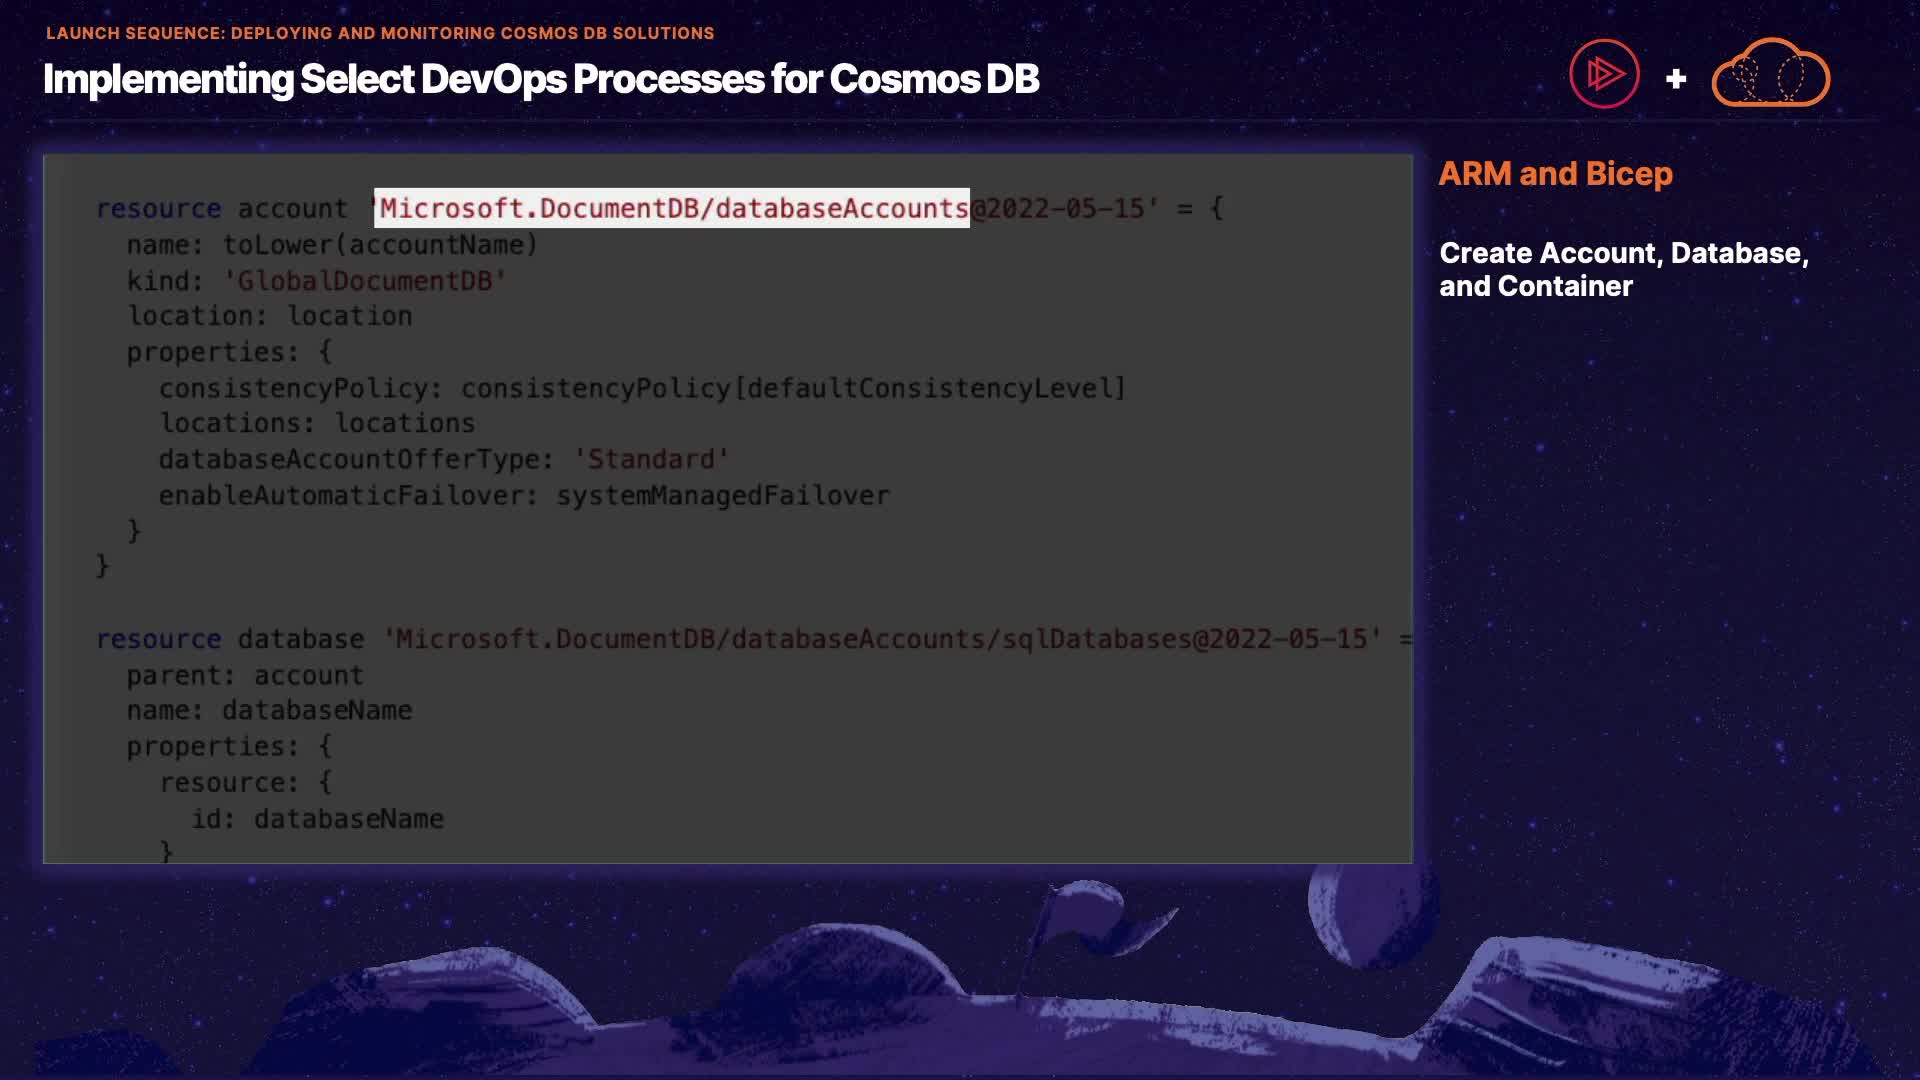 LAUNCH SEQUENCE: DEPLOYING AND MONITORING COSMOS DB SOLUTIONS
Implementing Select DevOps Processes for Cosmos DB
+
resource account 'Microsoft.DocumentDB/databaseAccounts@2022-05-15' = {
  name: toLower(accountName)
  kind: 'GlobalDocumentDB'
  location: location
  properties: {
    consistencyPolicy: consistencyPolicy[defaultConsistencyLevel]
    locations: locations
    databaseAccountOfferType: 'Standard'
    enableAutomaticFailover: systemManagedFailover
  }
}
resource database 'Microsoft.DocumentDB/databaseAccounts/sqlDatabases@2022-05-15' =
  parent: account
  name: databaseName
  properties: {
    resource: {
      id: databaseName
    }
ARM and Bicep
Create Account, Database,
and Container